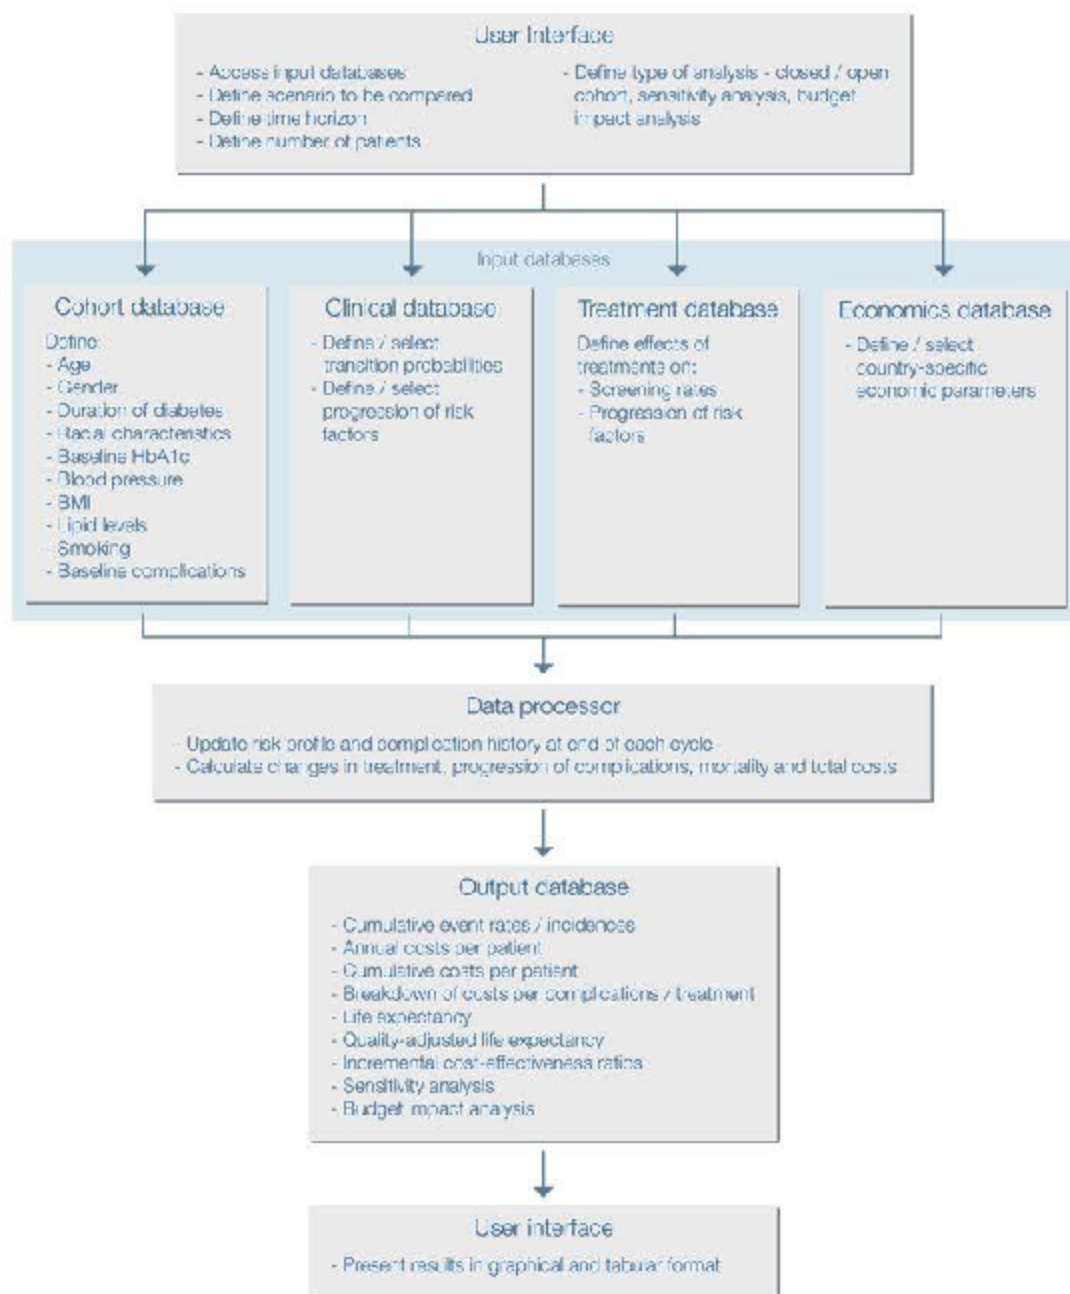 User Interface
- Access input databases
- Define scenario to be compared
- Define time horizon
- Define number of patients
- Define type of analysis - closed / open
cohort, sensitivity analysis, budget
impact analysis
Input databases
Cohort database
Define:
- Age
- Gender
- Duration of diabetes
- Racial characteristics
- Baseline HbA1c
- Blood pressure
- BMI
- Lipid levels
- Smoking
- Baseline complications
Clinical database
- Define / select
transition probabilities
- Define / select
progression of risk
factors
Treatment database
Define effects of
treatments on:
- Screening rates
- Progression of risk
factors
Economics database
- Define / select
country-specific
economic parameters
Data processor
- Update risk profile and complication history at end of each cycle
- Calculate changes in treatment, progression of complications, mortality and total costs
Output database
- Cumulative event rates / incidences
- Annual costs per patient
- Cumulative costs per patient
- Breakdown of costs per complications / treatment
- Life expectancy
- Quality-adjusted life expectancy
- Incremental cost-effectiveness ratios
- Sensitivity analysis
- Budget impact analysis
User interface
- Present results in graphical and tabular format